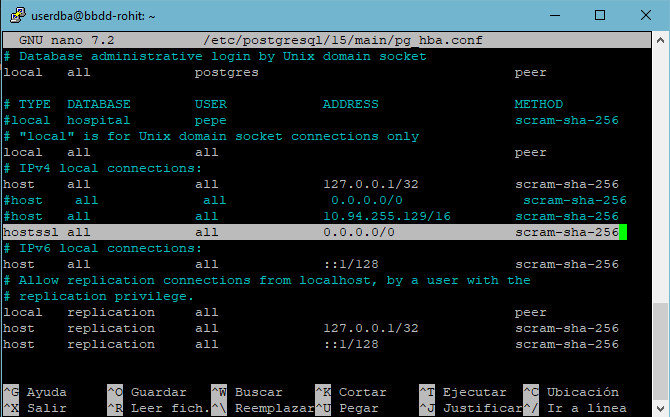 userdba@bbdd-rohit: ~
GNU nano 7.2 /etc/postgresql/15/main/pg_hba.conf
# Database administrative login by Unix domain socket
local all postgres peer
# TYPE DATABASE USER ADDRESS METHOD
#local hospital pepe scram-sha-256
# "local" is for Unix domain socket connections only
local all all peer
# IPv4 local connections:
host all all 127.0.0.1/32 scram-sha-256
#host all all 0.0.0.0/0 scram-sha-256
#host all all 10.94.255.129/16 scram-sha-256
hostssl all all 0.0.0.0/0 scram-sha-256
# IPv6 local connections:
host all all ::1/128 scram-sha-256
# Allow replication connections from localhost, by a user with the
# replication privilege.
local replication all peer
host replication all 127.0.0.1/32 scram-sha-256
host replication all ::1/128 scram-sha-256
^G Ayuda ^O Guardar ^W Buscar ^K Cortar ^T Ejecutar ^C Ubicación
^X Salir ^R Leer fich. ^\ Reemplazar ^U Pegar ^J Justificar ^/ Ir a línea